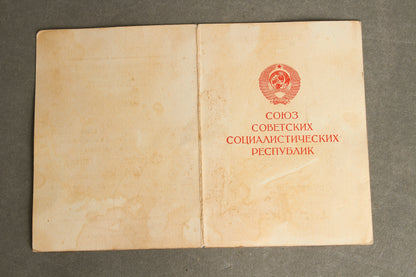 СОЮЗ
СОВЕТСКИХ
СОЦИАЛИСТИЧЕСКИХ
РЕСПУБЛИК